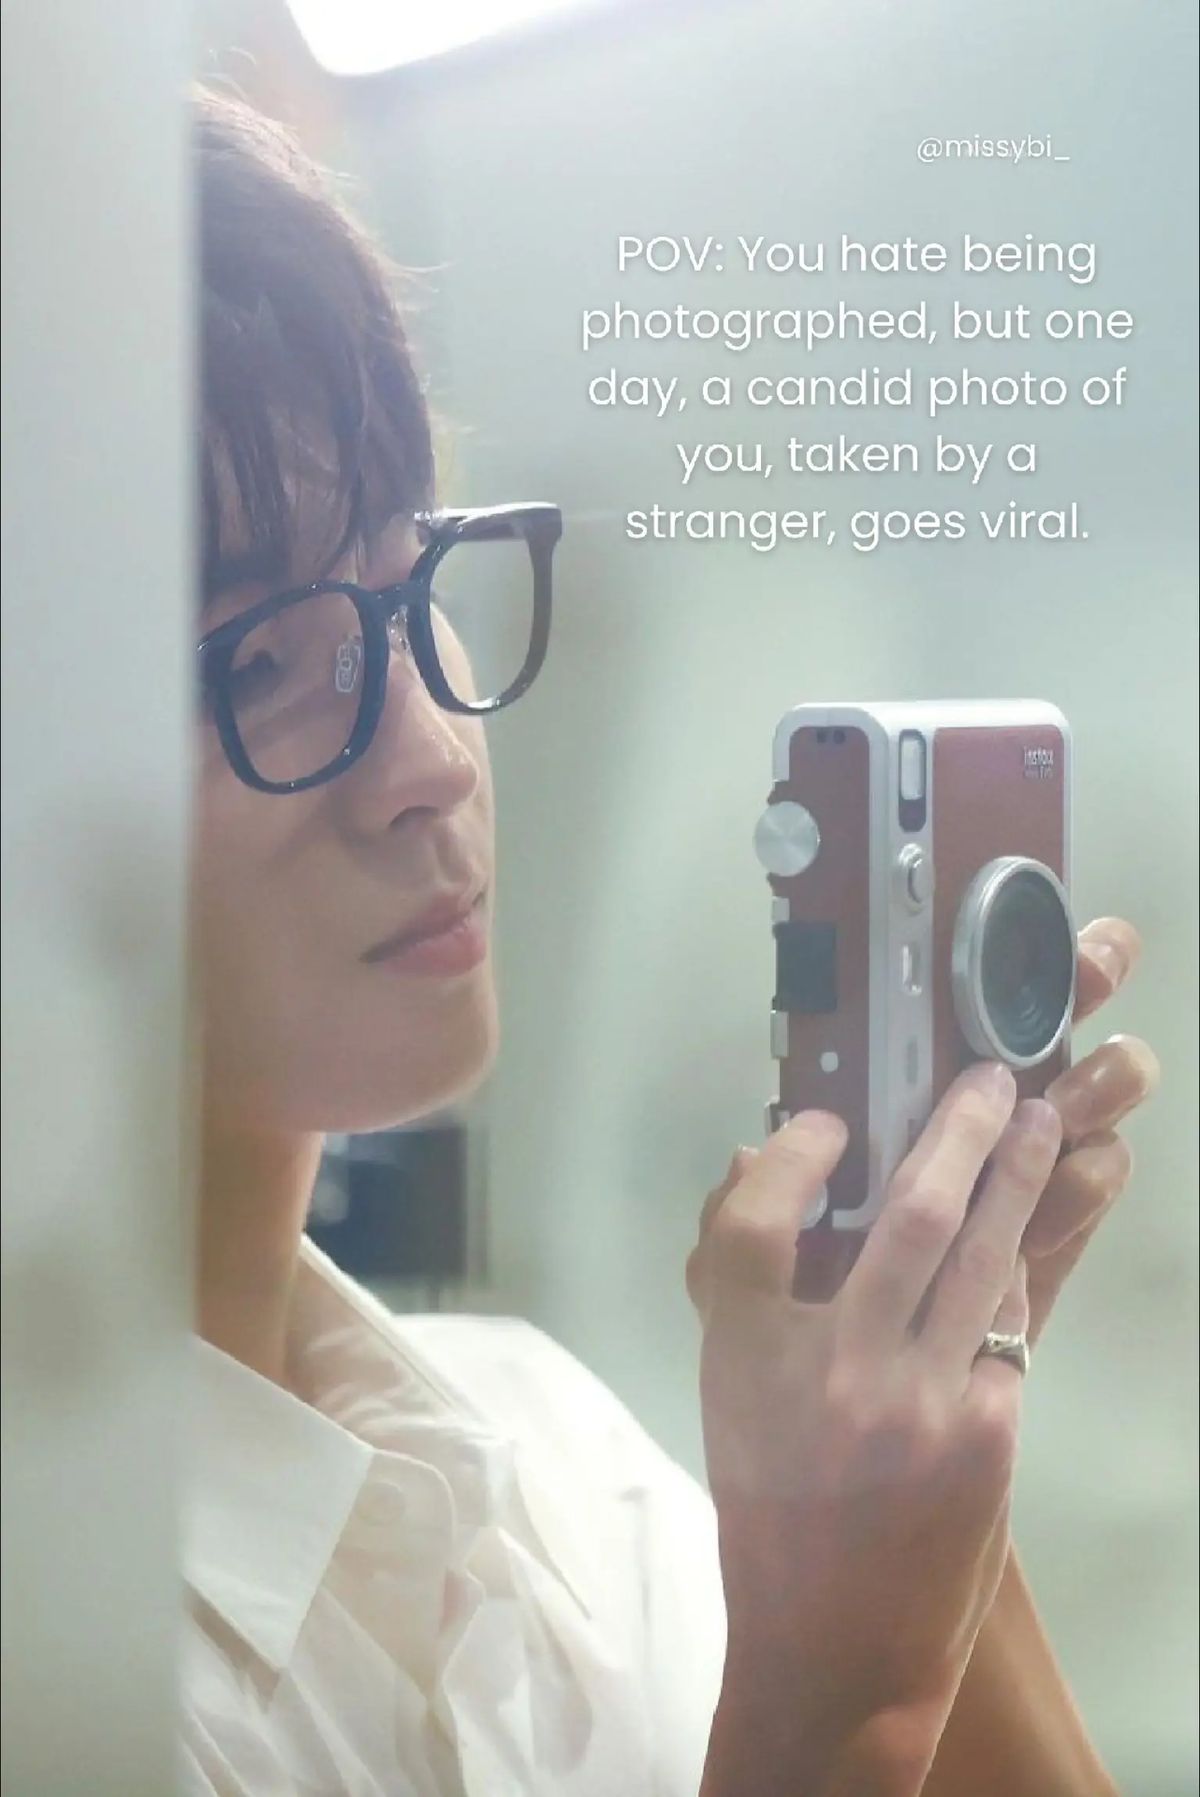 @missybi_
POV: You hate being
photographed, but one
day, a candid photo of
you, taken by a
stranger, goes viral.
instax